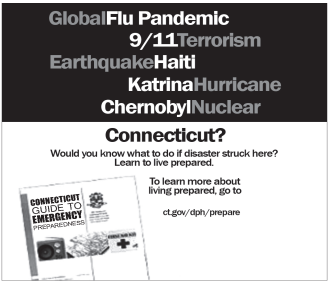 GlobalFlu Pandemic
9/11Terrorism
EarthquakeHaiti
KatrinaHurricane
ChernobylNuclear
Connecticut?
Would you know what to do if disaster struck here?
Learn to live prepared.
To learn more about
living prepared, go to
ct.gov/dph/prepare
CONNECTICUT
GUIDE TO
EMERGENCY
PREPAREDNESS